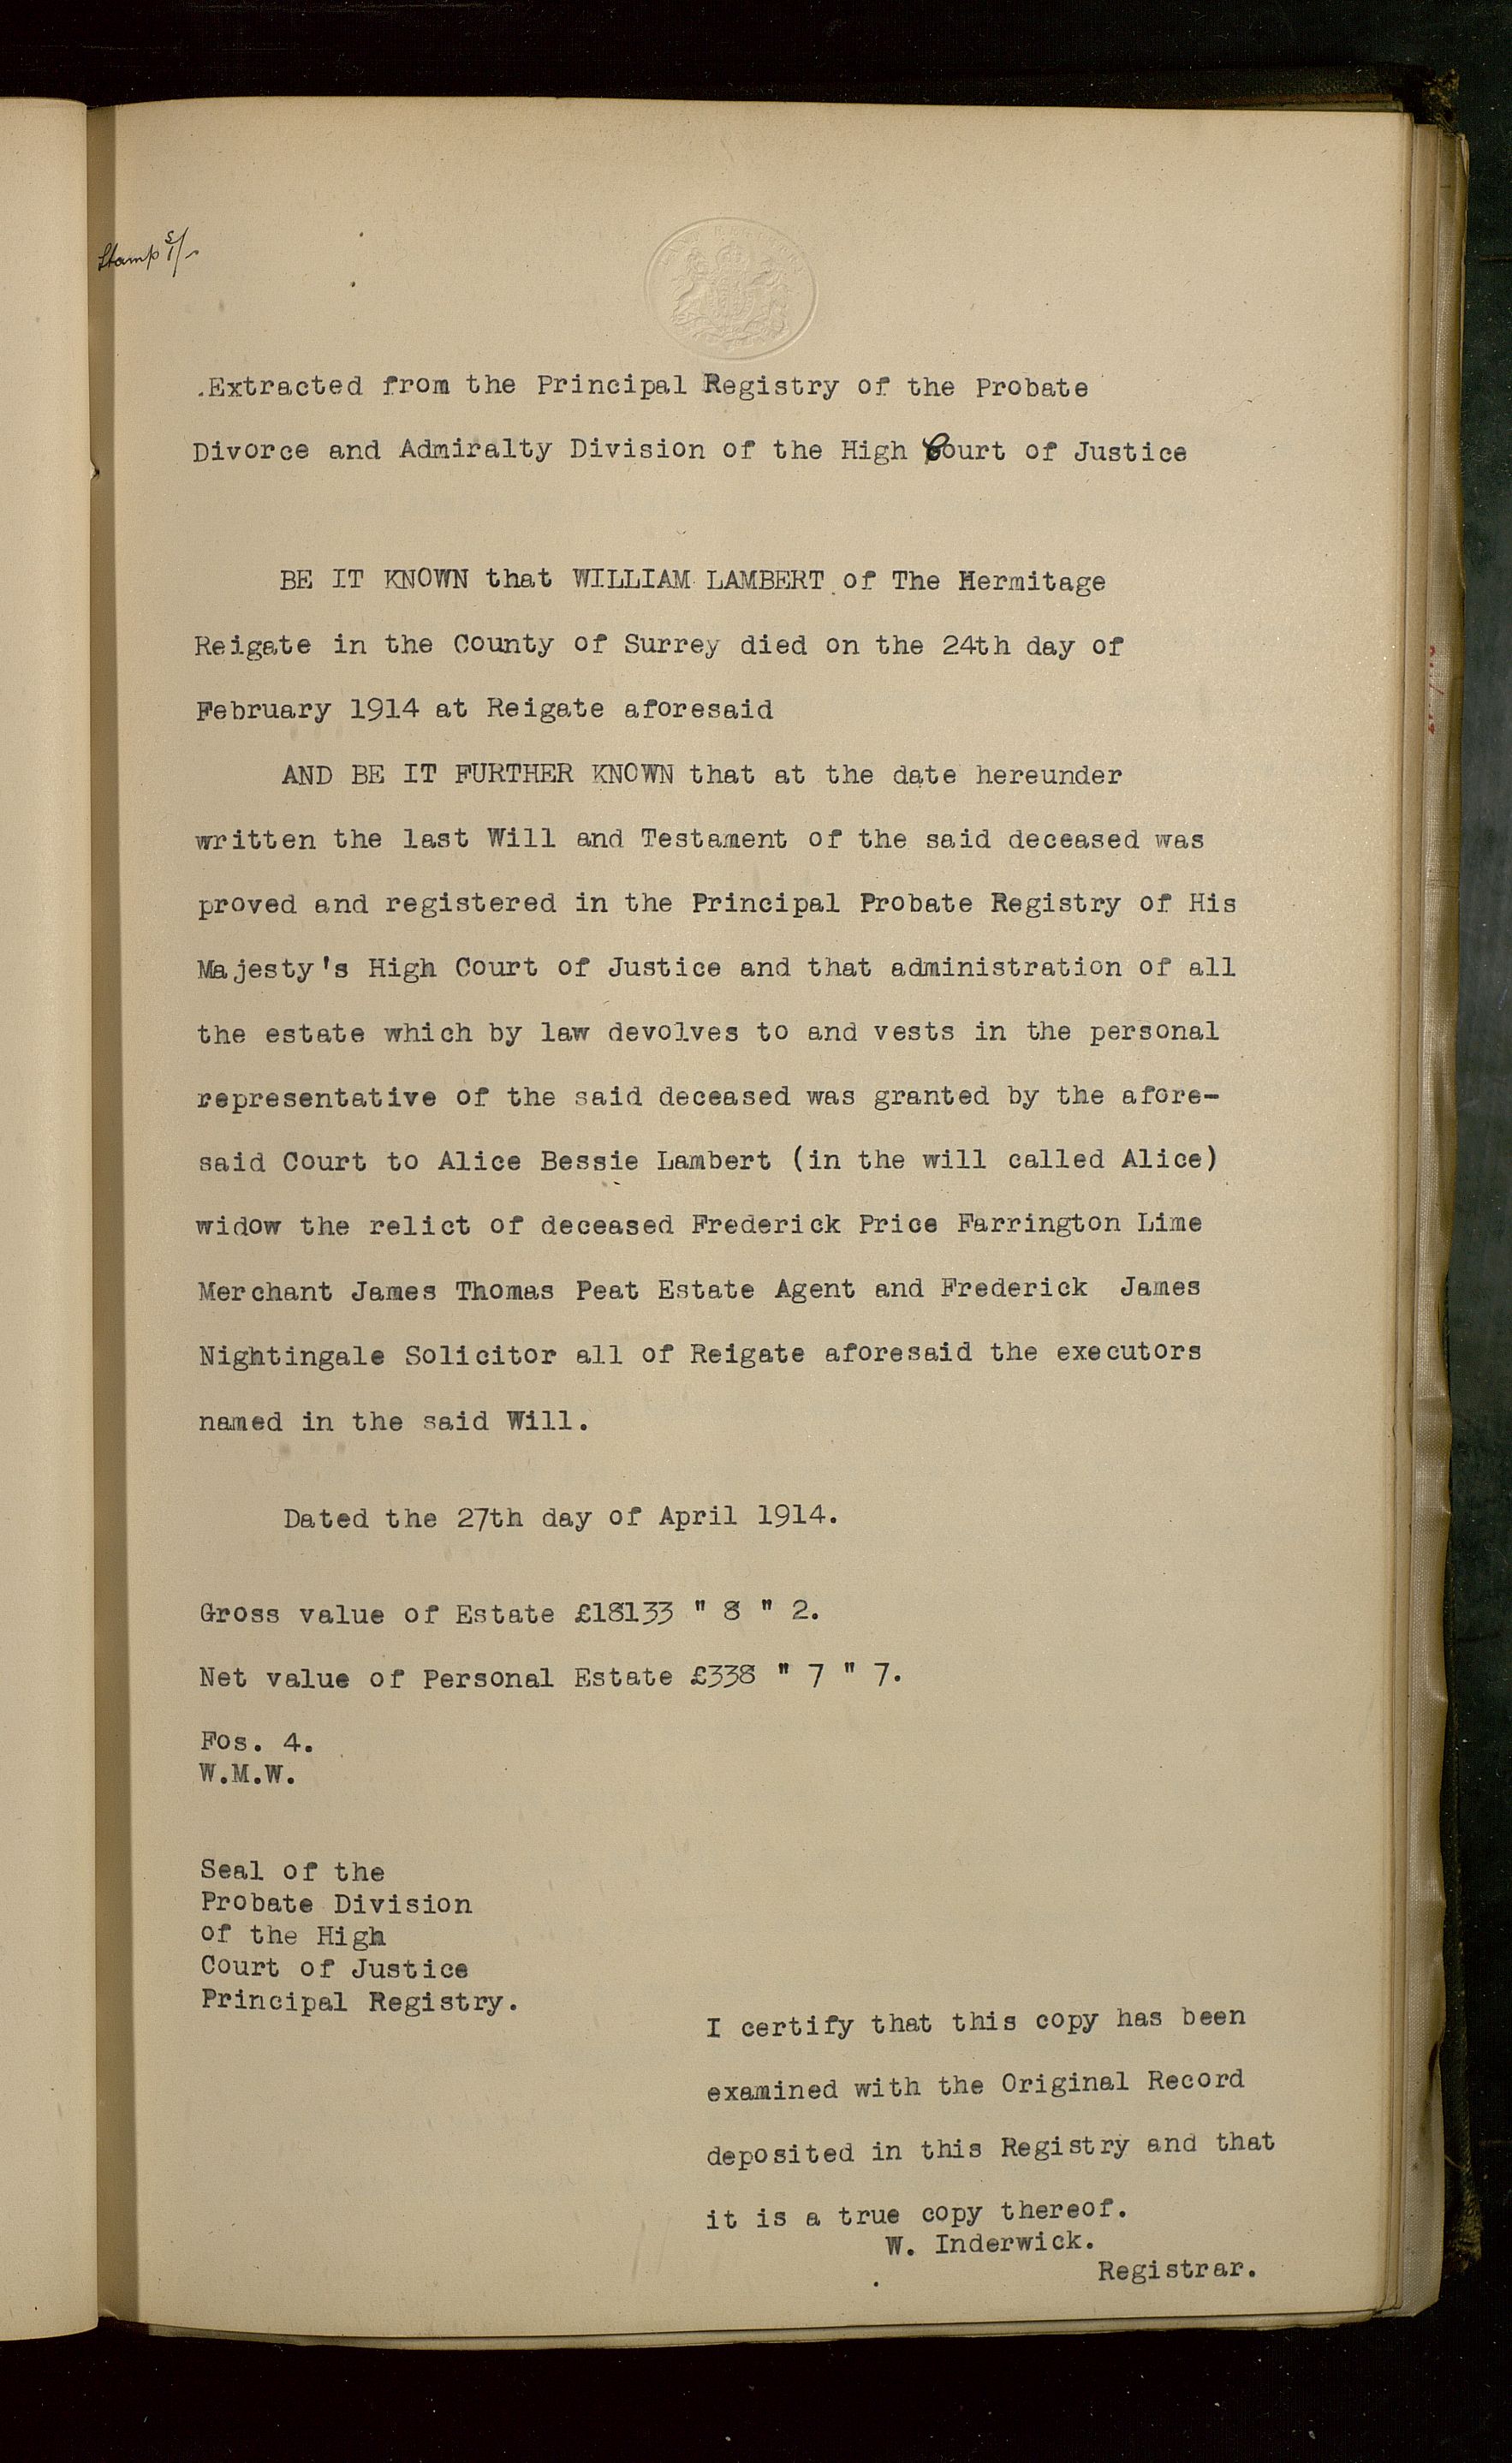 Stamp 1s/-
.Extracted from the Principal Registry of the Probate
Divorce and Admiralty Division of the High Court of Justice
BE IT KNOWN that WILLIAM LAMBERT of The Hermitage
Reigate in the County of Surrey died on the 24th day of
February 1914 at Reigate aforesaid
AND BE IT FURTHER KNOWN that at the date hereunder
written the last Will and Testament of the said deceased was
proved and registered in the Principal Probate Registry of His
Majesty's High Court of Justice and that administration of all
the estate which by law devolves to and vests in the personal
representative of the said deceased was granted by the afore-
said Court to Alice Bessie Lambert (in the will called Alice)
widow the relict of deceased Frederick Price Farrington Lime
Merchant James Thomas Peat Estate Agent and Frederick James
Nightingale Solicitor all of Reigate aforesaid the executors
named in the said Will.
Dated the 27th day of April 1914.
Gross value of Estate £18133 " 8 " 2.
Net value of Personal Estate £338 " 7 " 7.
Fos. 4.
W.M.W.
Seal of the
Probate Division
of the High
Court of Justice
Principal Registry.
I certify that this copy has been
examined with the Original Record
deposited in this Registry and that
it is a true copy thereof.
W. Inderwick.
Registrar.